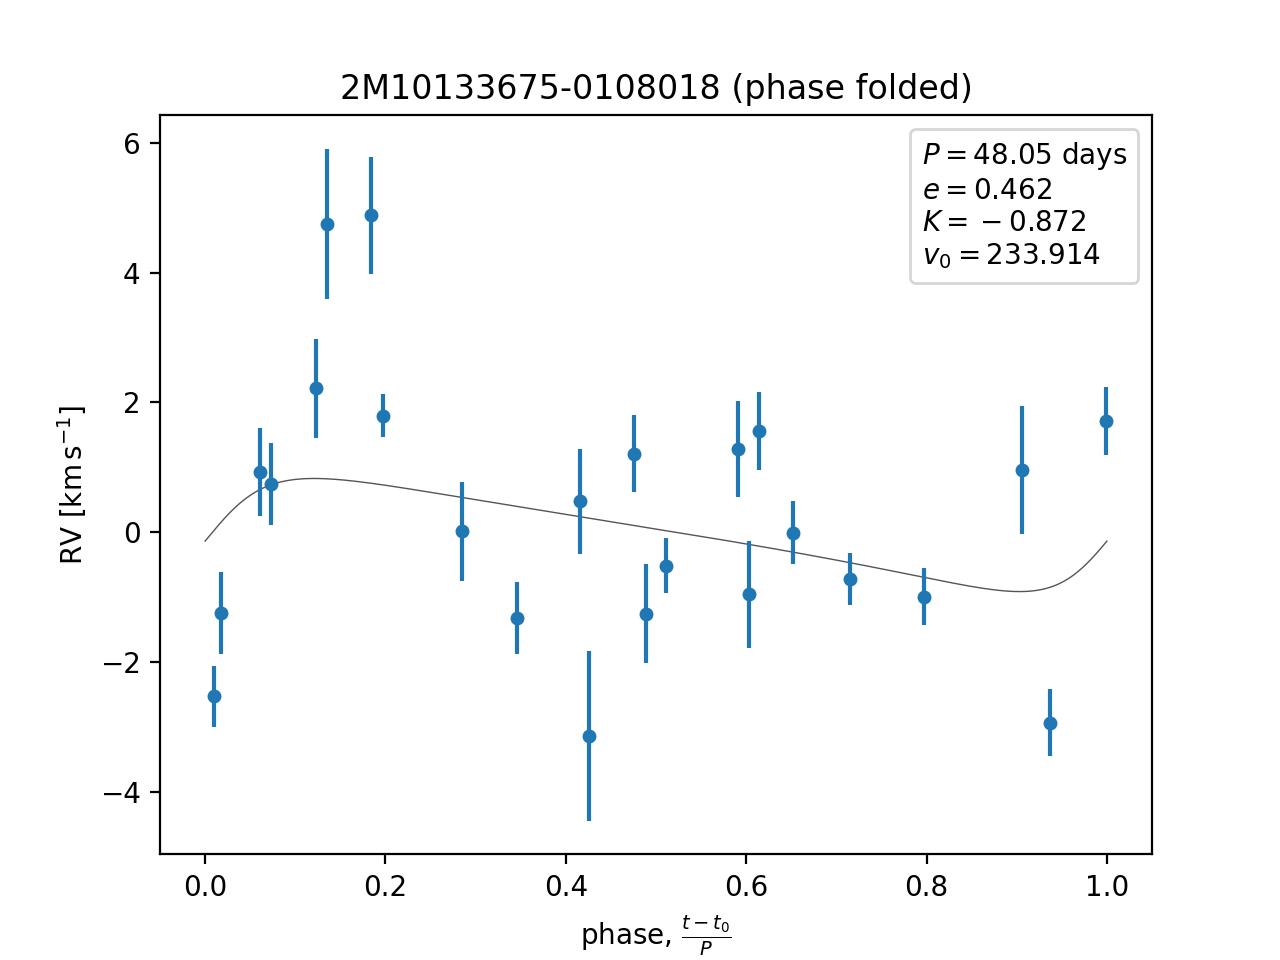 2M10133675-0108018 (phase folded)
P = 48.05 days
e = 0.462
K = −0.872
v₀ = 233.914
RV [km s⁻¹]
6
4
2
0
−2
−4
0.0 0.2 0.4 0.6 0.8 1.0
phase, (t − t₀)/P